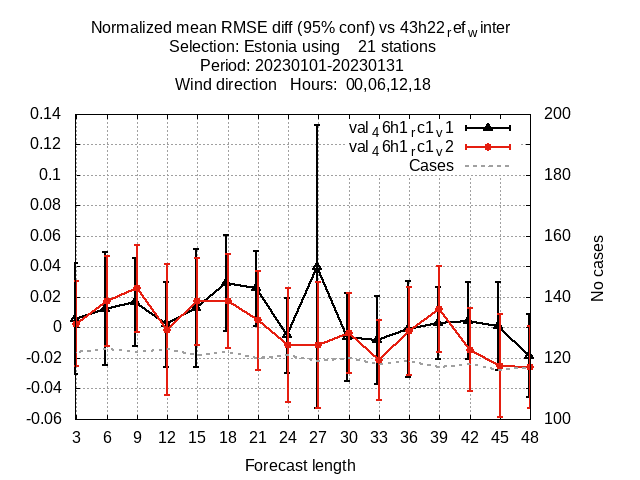 Normalized mean RMSE diff (95% conf) vs 43h22refwinter
Selection: Estonia using    21 stations
Period: 20230101-20230131
Wind direction   Hours:  00,06,12,18
0.14 200
val46h1rc1v1
0.12
val46h1rc1v2
Cases
0.1 180
0.08
0.06 160
0.04
0.02 140
0
-0.02 120
-0.04
-0.06 100
No cases
3 6 9 12 15 18 21 24 27 30 33 36 39 42 45 48
Forecast length